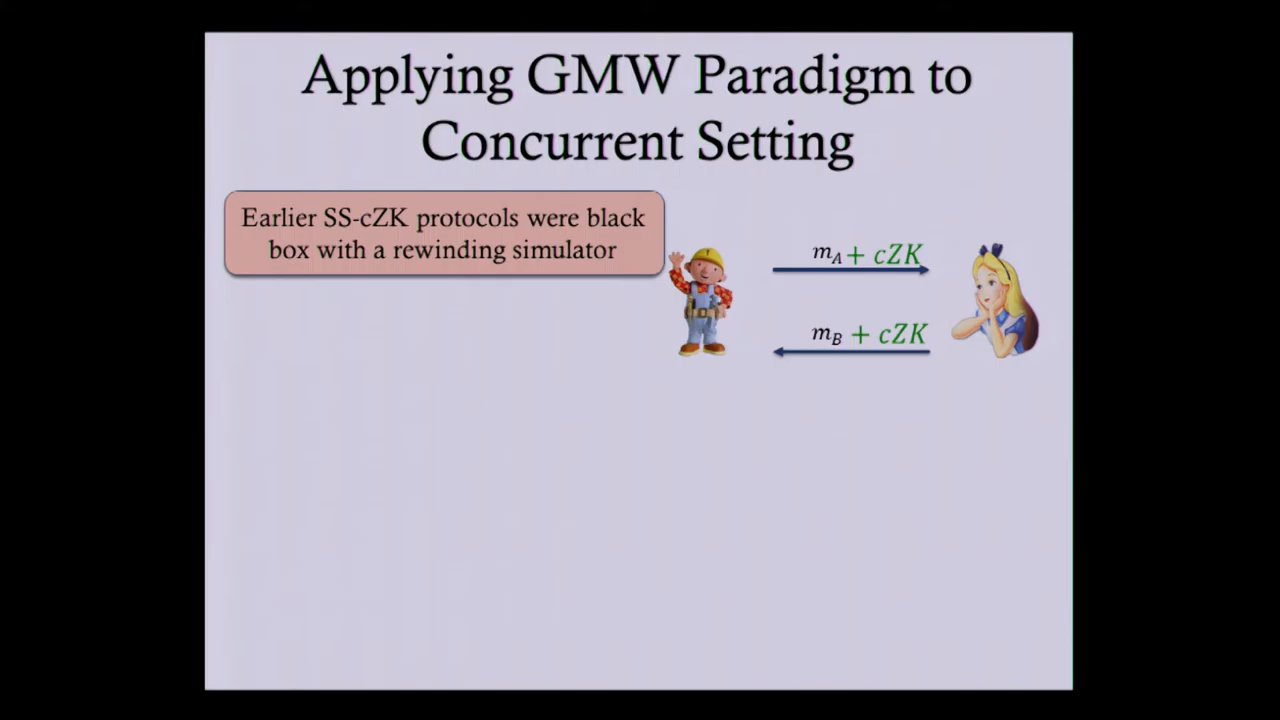 Applying GMW Paradigm to
Concurrent Setting
Earlier SS-cZK protocols were black
box with a rewinding simulator
m_A + cZK
m_B + cZK